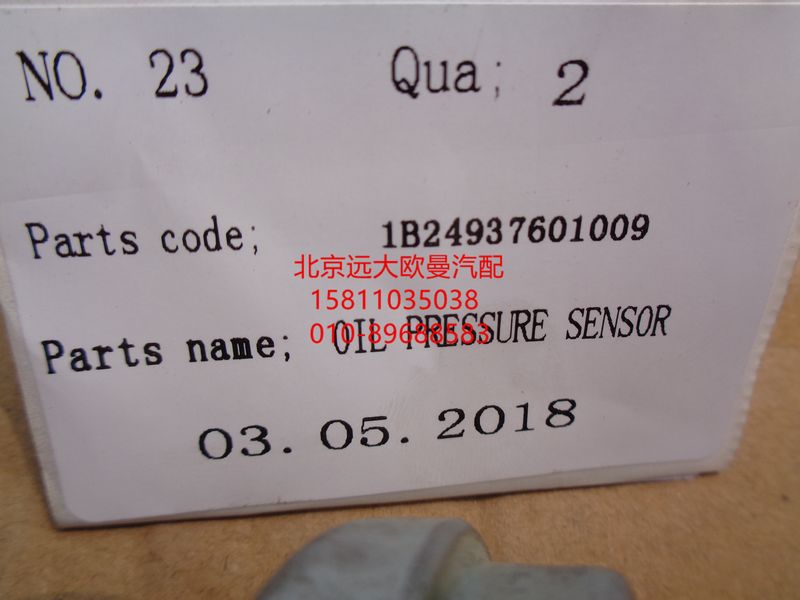 NO. 23 Qua; 2
Parts code; 1B24937601009
北京远大欧曼汽配
15811035038
010-89688583
Parts name; OIL PRESSURE SENSOR
03. 05. 2018